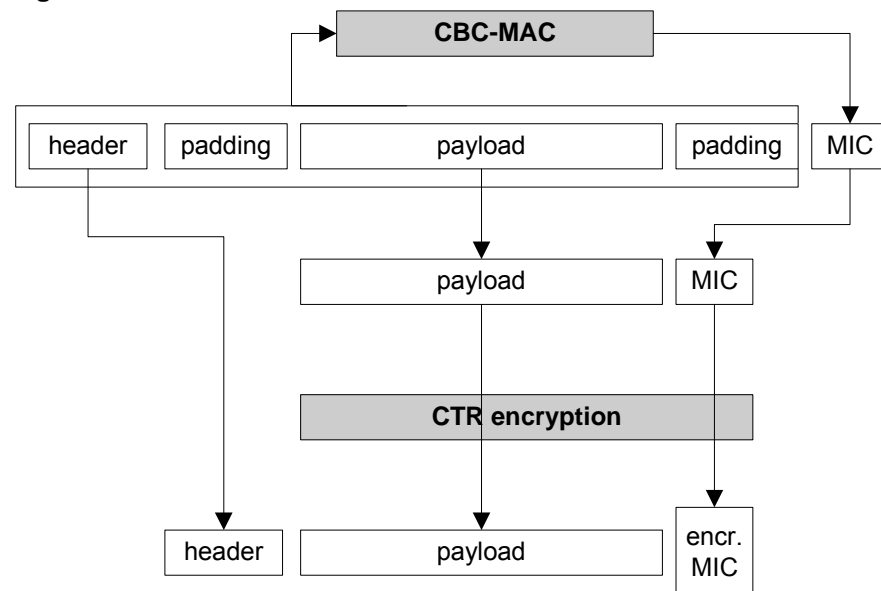 CBC-MAC
header
padding
payload
padding
MIC
payload
MIC
CTR encryption
header
payload
encr.
MIC